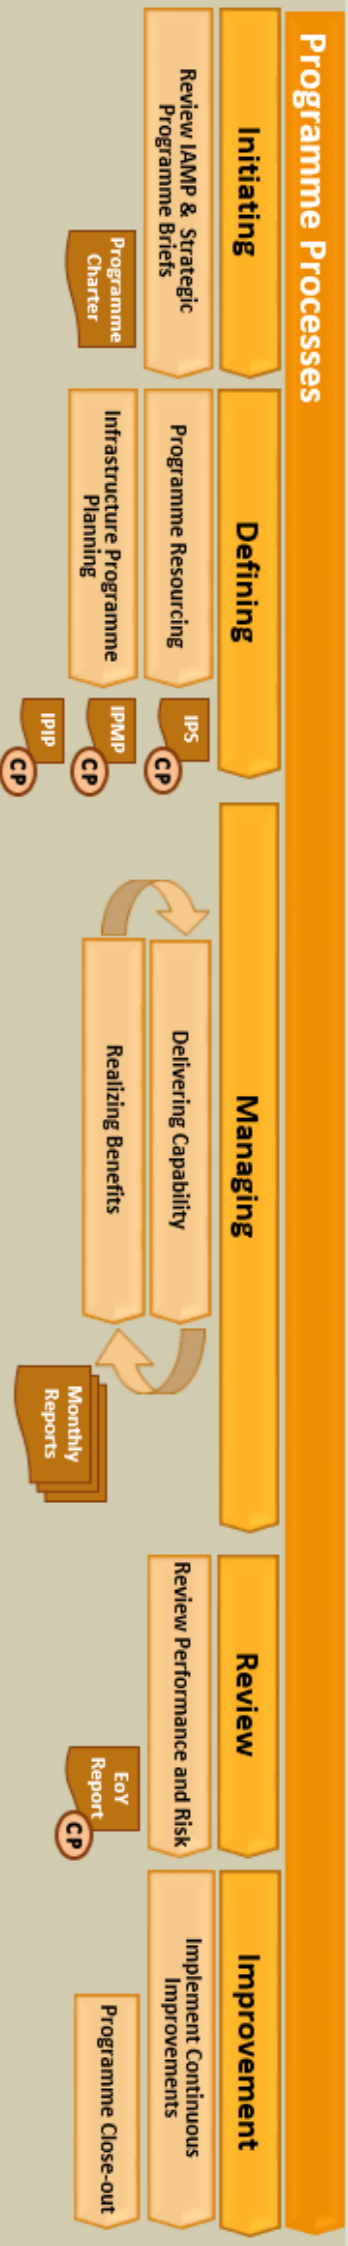 Programme Processes
Initiating
Review IAMP & Strategic
Programme Briefs
Programme
Charter
Defining
Programme Resourcing
Infrastructure Programme
Planning
IPS
CP
IPMP
CP
IPIP
CP
Managing
Delivering Capability
Realizing Benefits
Monthly
Reports
Review
Review Performance and Risk
EoY
Report
CP
Improvement
Implement Continuous
Improvements
Programme Close-out